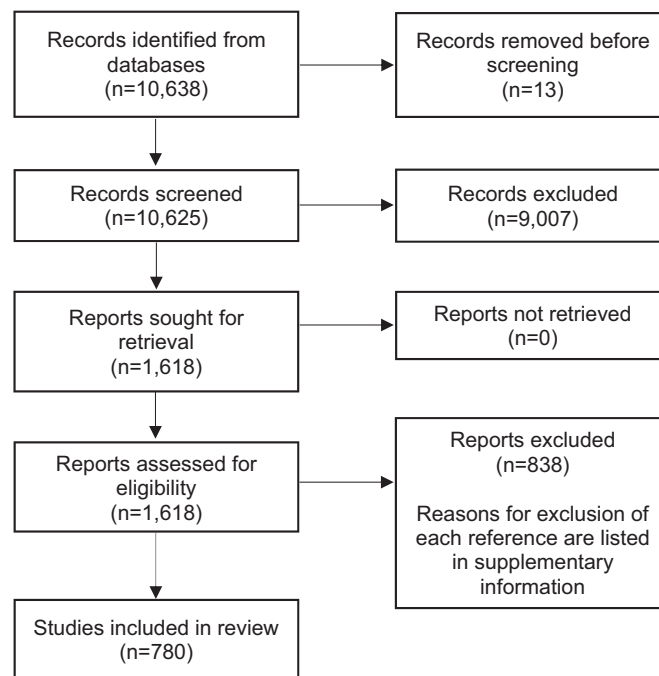 Records identified from
databases
(n=10,638)
Records removed before
screening
(n=13)
Records screened
(n=10,625)
Records excluded
(n=9,007)
Reports sought for
retrieval
(n=1,618)
Reports not retrieved
(n=0)
Reports assessed for
eligibility
(n=1,618)
Reports excluded
(n=838)
Reasons for exclusion of
each reference are listed
in supplementary
information
Studies included in review
(n=780)